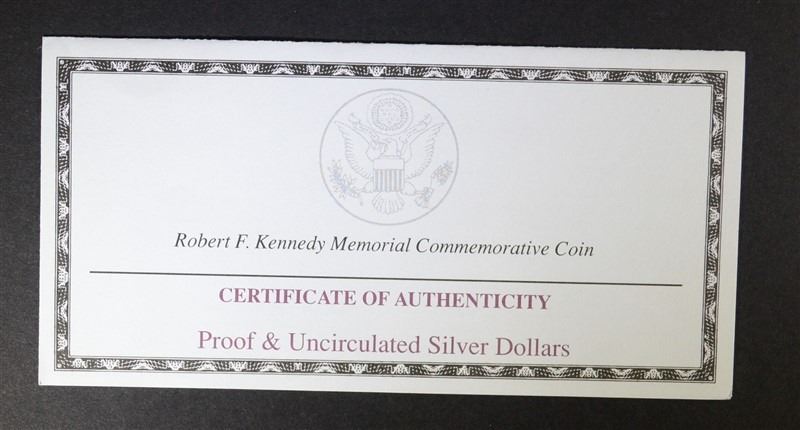 Robert F. Kennedy Memorial Commemorative Coin
CERTIFICATE OF AUTHENTICITY
Proof & Uncirculated Silver Dollars